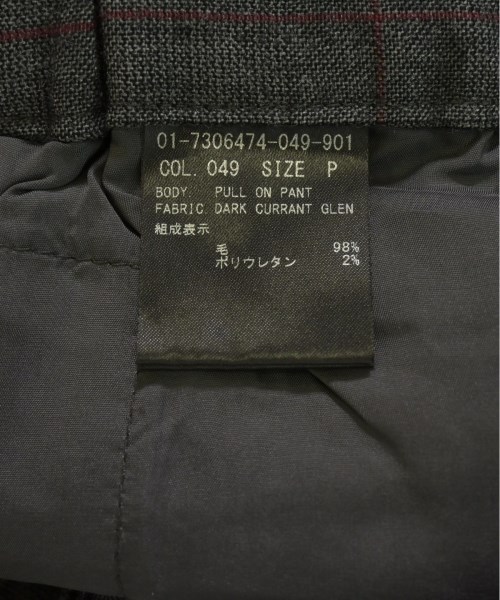 01-7306474-049-901
COL. 049 SIZE P
BODY PULL ON PANT
FABRIC DARK CURRANT GLEN
組成表示
毛 98%
ポリウレタン 2%